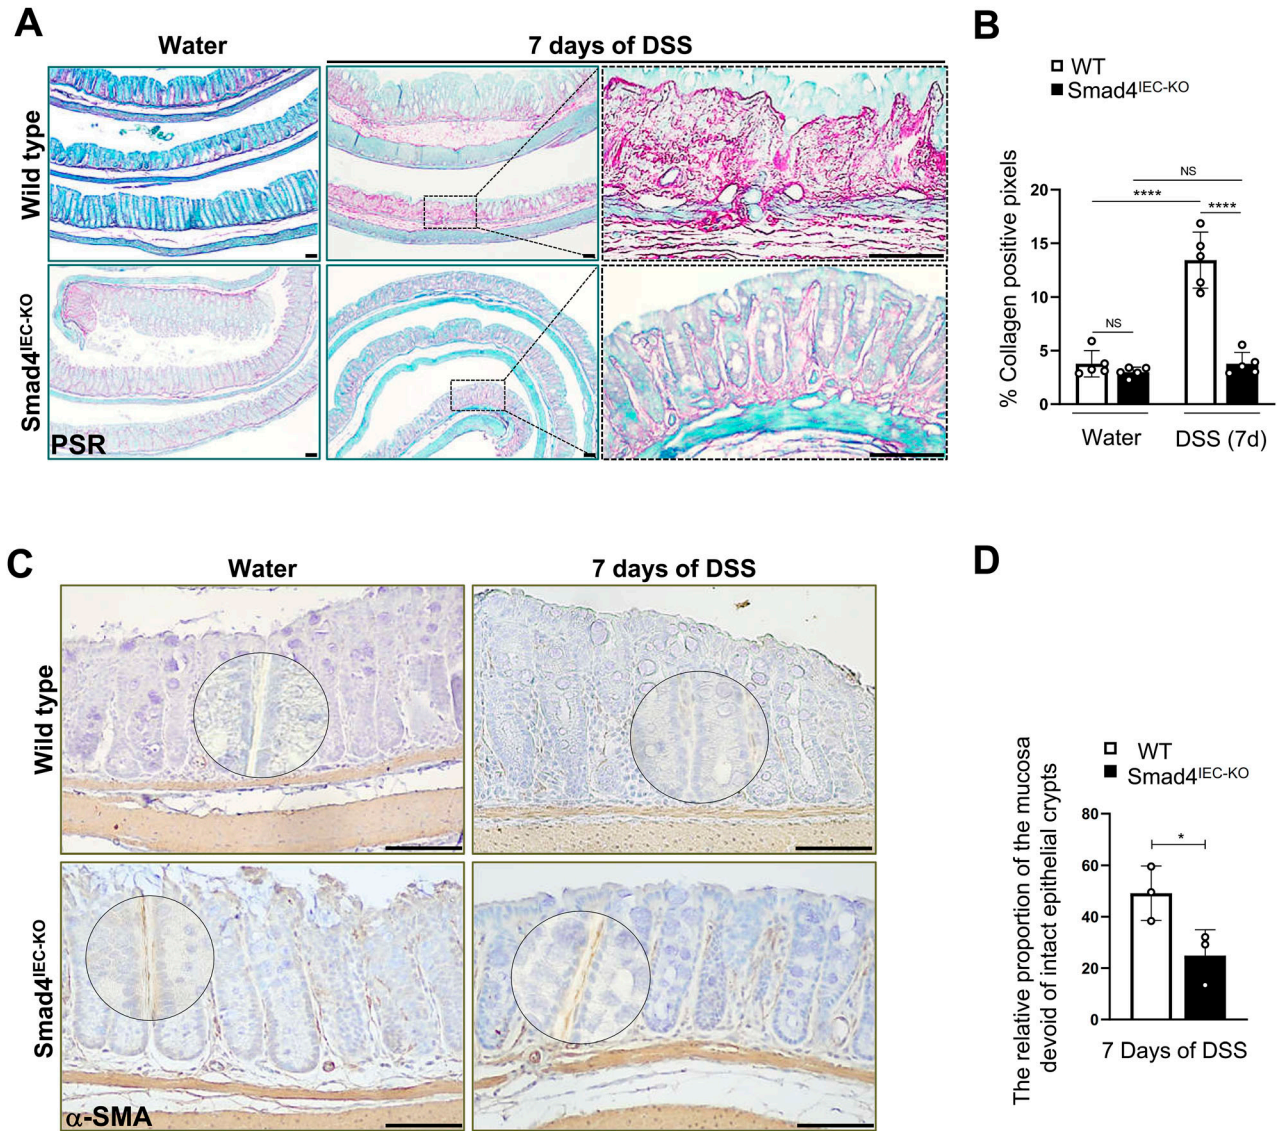 A
Water
7 days of DSS
Wild type
Smad4IEC-KO
PSR
B
WT
Smad4IEC-KO
NS
****
****
NS
% Collagen positive pixels
20
15
10
5
0
Water
DSS (7d)
C
Water
7 days of DSS
Wild type
Smad4IEC-KO
α-SMA
D
WT
Smad4IEC-KO
The relative proportion of the mucosa
devoid of intact epithelial crypts
80
60
40
20
0
*
7 Days of DSS